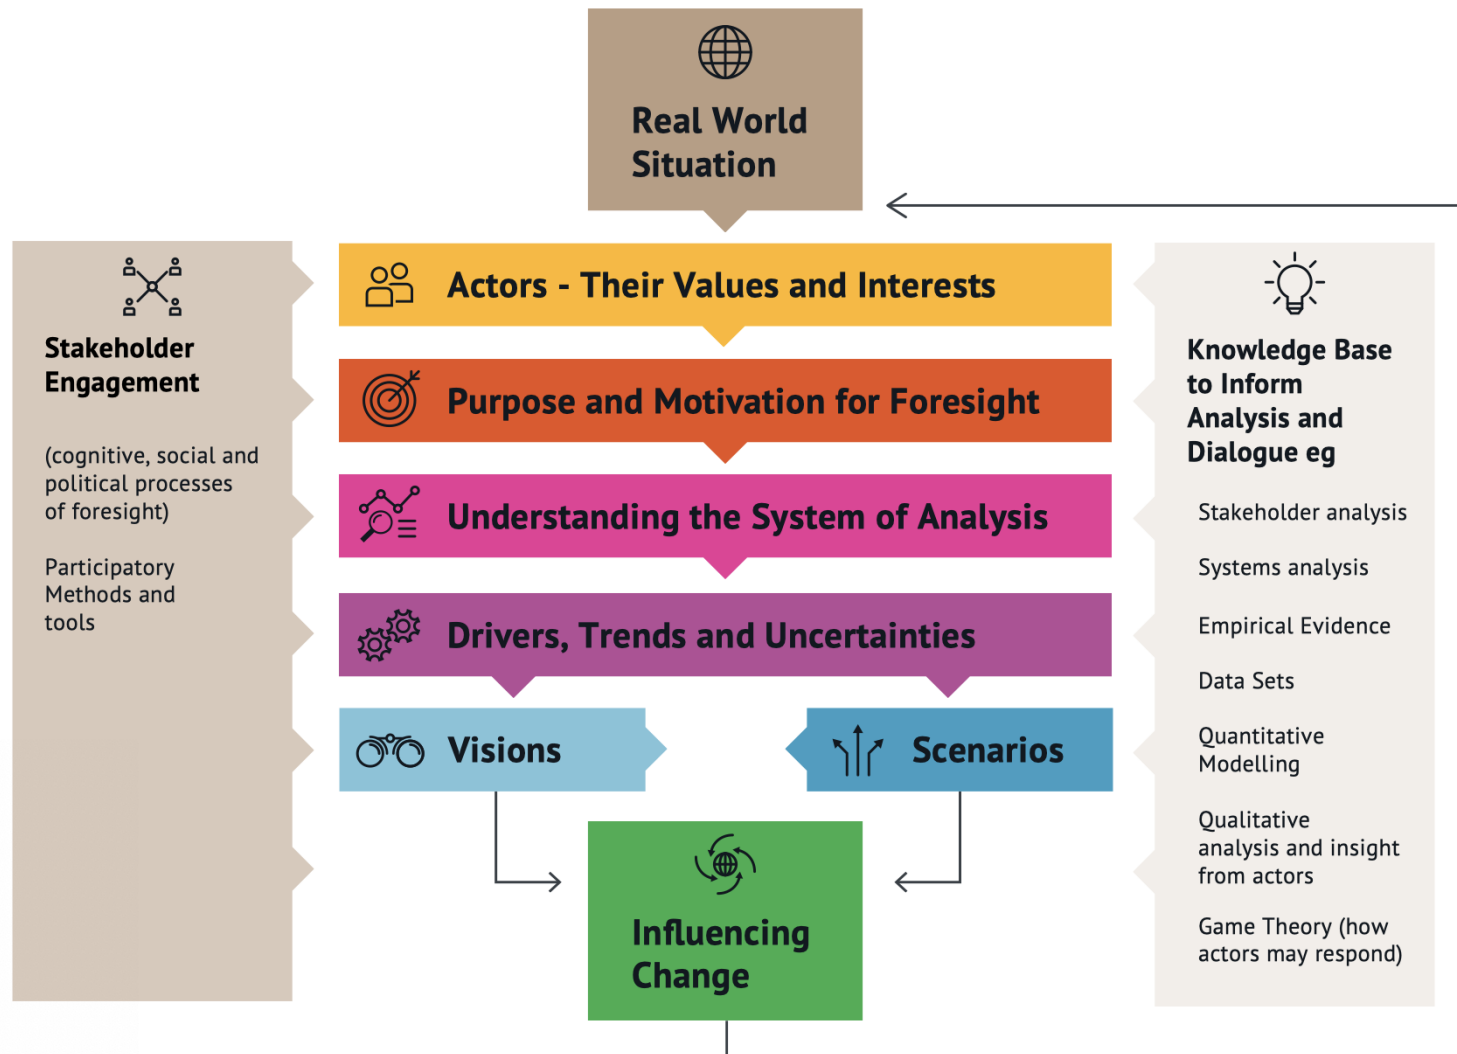 Real World
Situation
Stakeholder
Engagement
(cognitive, social and
political processes
of foresight)
Participatory
Methods and
tools
Actors - Their Values and Interests
Purpose and Motivation for Foresight
Understanding the System of Analysis
Drivers, Trends and Uncertainties
Visions
Scenarios
Influencing
Change
Knowledge Base
to Inform
Analysis and
Dialogue eg
Stakeholder analysis
Systems analysis
Empirical Evidence
Data Sets
Quantitative
Modelling
Qualitative
analysis and insight
from actors
Game Theory (how
actors may respond)